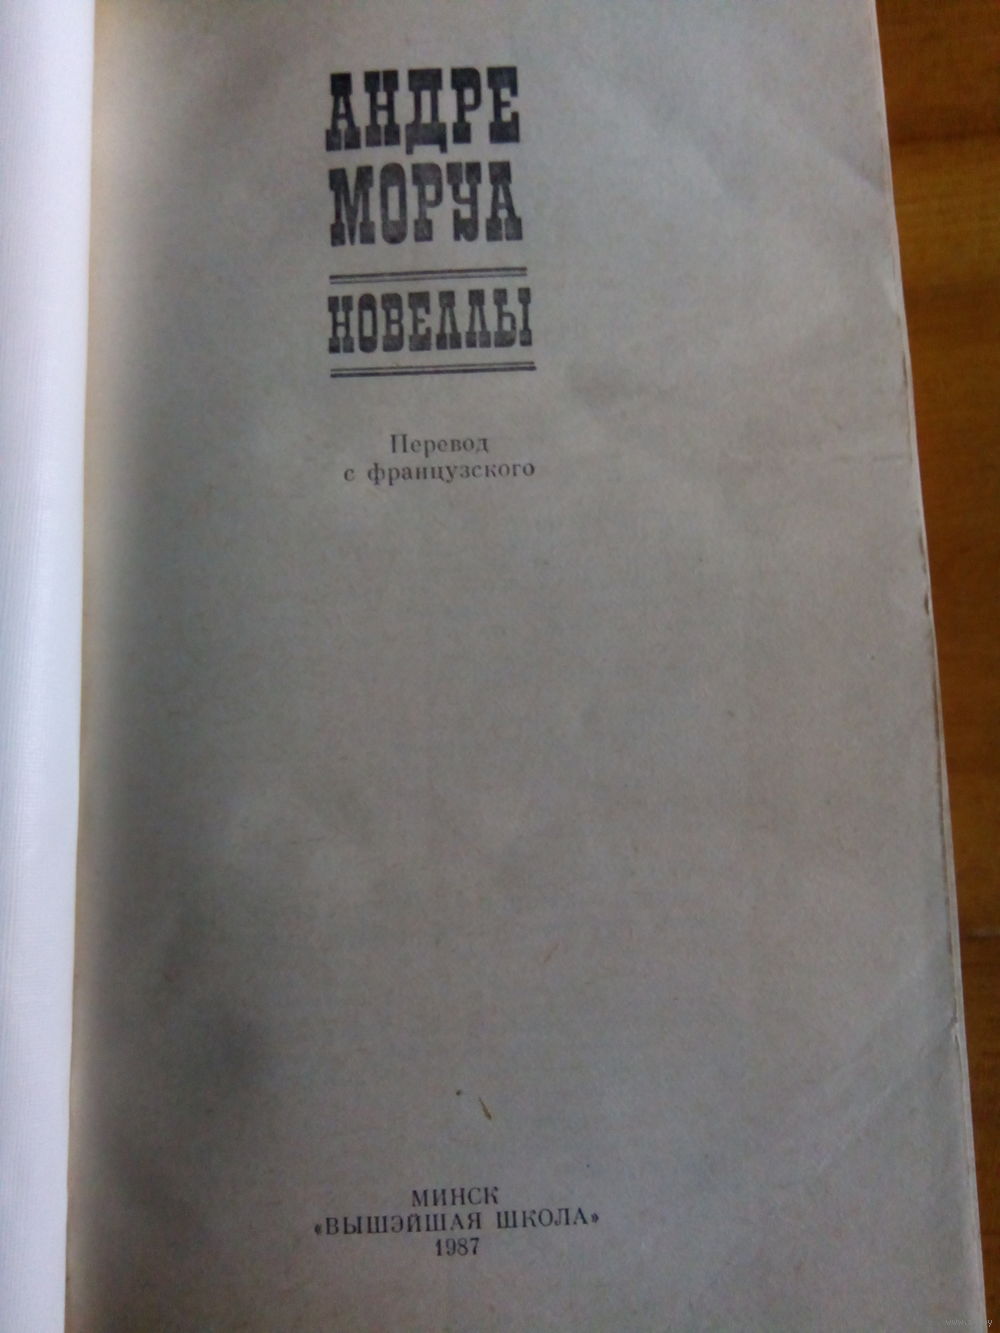 АНДРЕ
МОРУА
НОВЕЛЛЫ
Перевод
с французского
МИНСК
«ВЫШЭЙШАЯ ШКОЛА»
1987